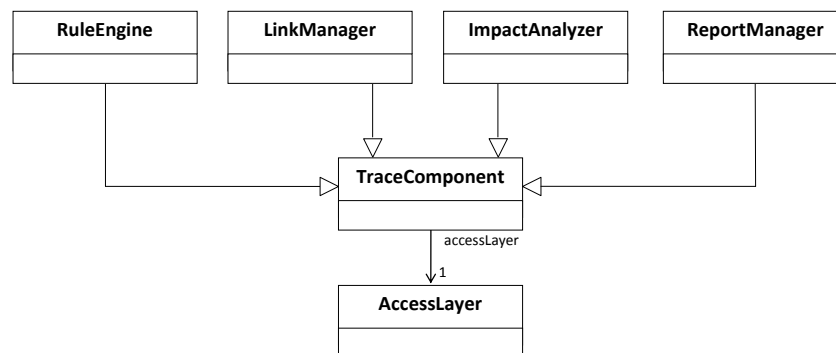 RuleEngine
LinkManager
ImpactAnalyzer
ReportManager
TraceComponent
accessLayer
1
AccessLayer